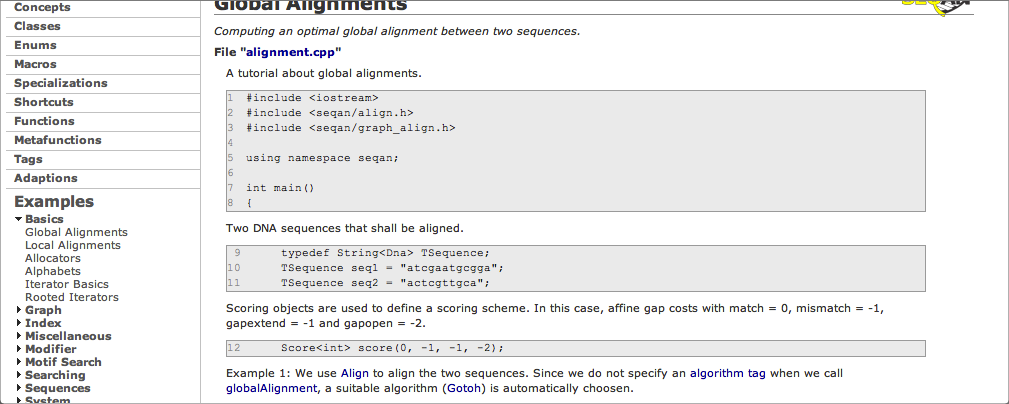 Concepts
Classes
Enums
Macros
Specializations
Shortcuts
Functions
Metafunctions
Tags
Adaptions
Examples
Basics
Global Alignments
Local Alignments
Allocators
Alphabets
Iterator Basics
Rooted Iterators
Graph
Index
Miscellaneous
Modifier
Motif Search
Searching
Sequences
System
Global Alignments
Computing an optimal global alignment between two sequences.
File "alignment.cpp"
A tutorial about global alignments.
1 #include <iostream>
2 #include <seqan/align.h>
3 #include <seqan/graph_align.h>
4
5 using namespace seqan;
6
7 int main()
8 {
Two DNA sequences that shall be aligned.
9 typedef String<Dna> TSequence;
10 TSequence seq1 = "atcgaatgcgga";
11 TSequence seq2 = "actcgttgca";
Scoring objects are used to define a scoring scheme. In this case, affine gap costs with match = 0, mismatch = -1,
gapextend = -1 and gapopen = -2.
12 Score<int> score(0, -1, -1, -2);
Example 1: We use Align to align the two sequences. Since we do not specify an algorithm tag when we call
globalAlignment, a suitable algorithm (Gotoh) is automatically choosen.